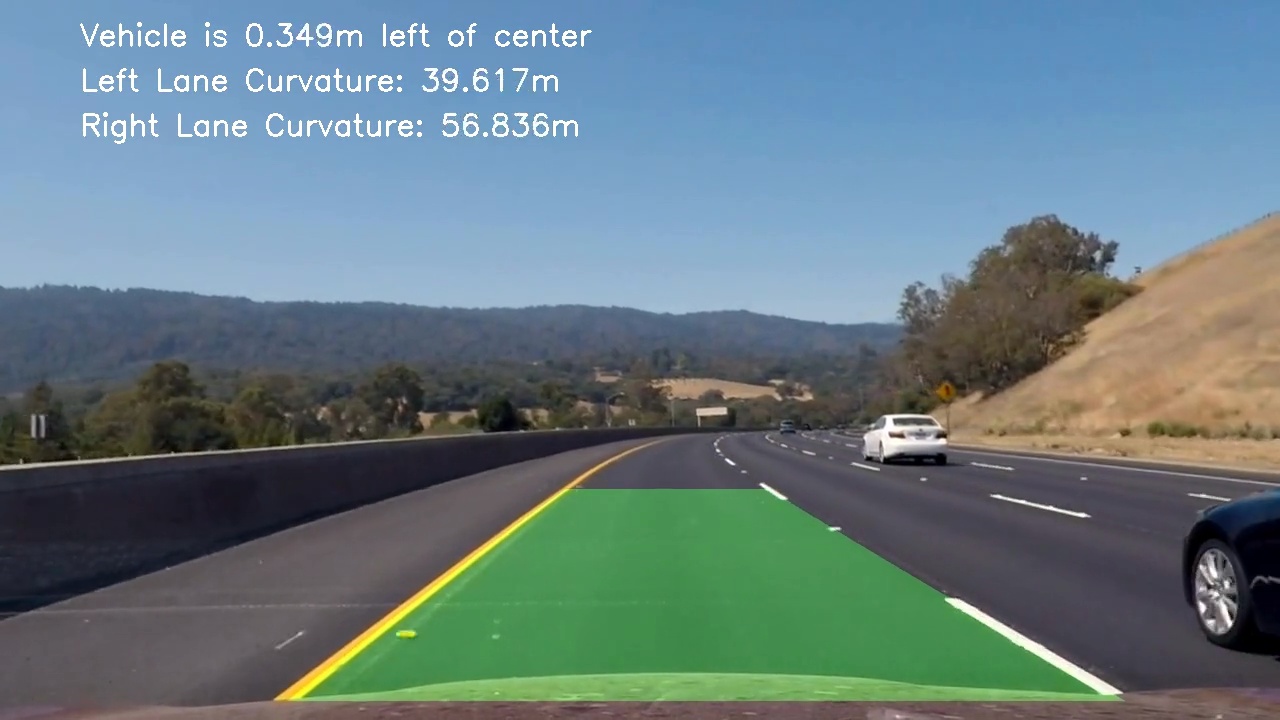 Vehicle is 0.349m left of center
Left Lane Curvature: 39.617m
Right Lane Curvature: 56.836m